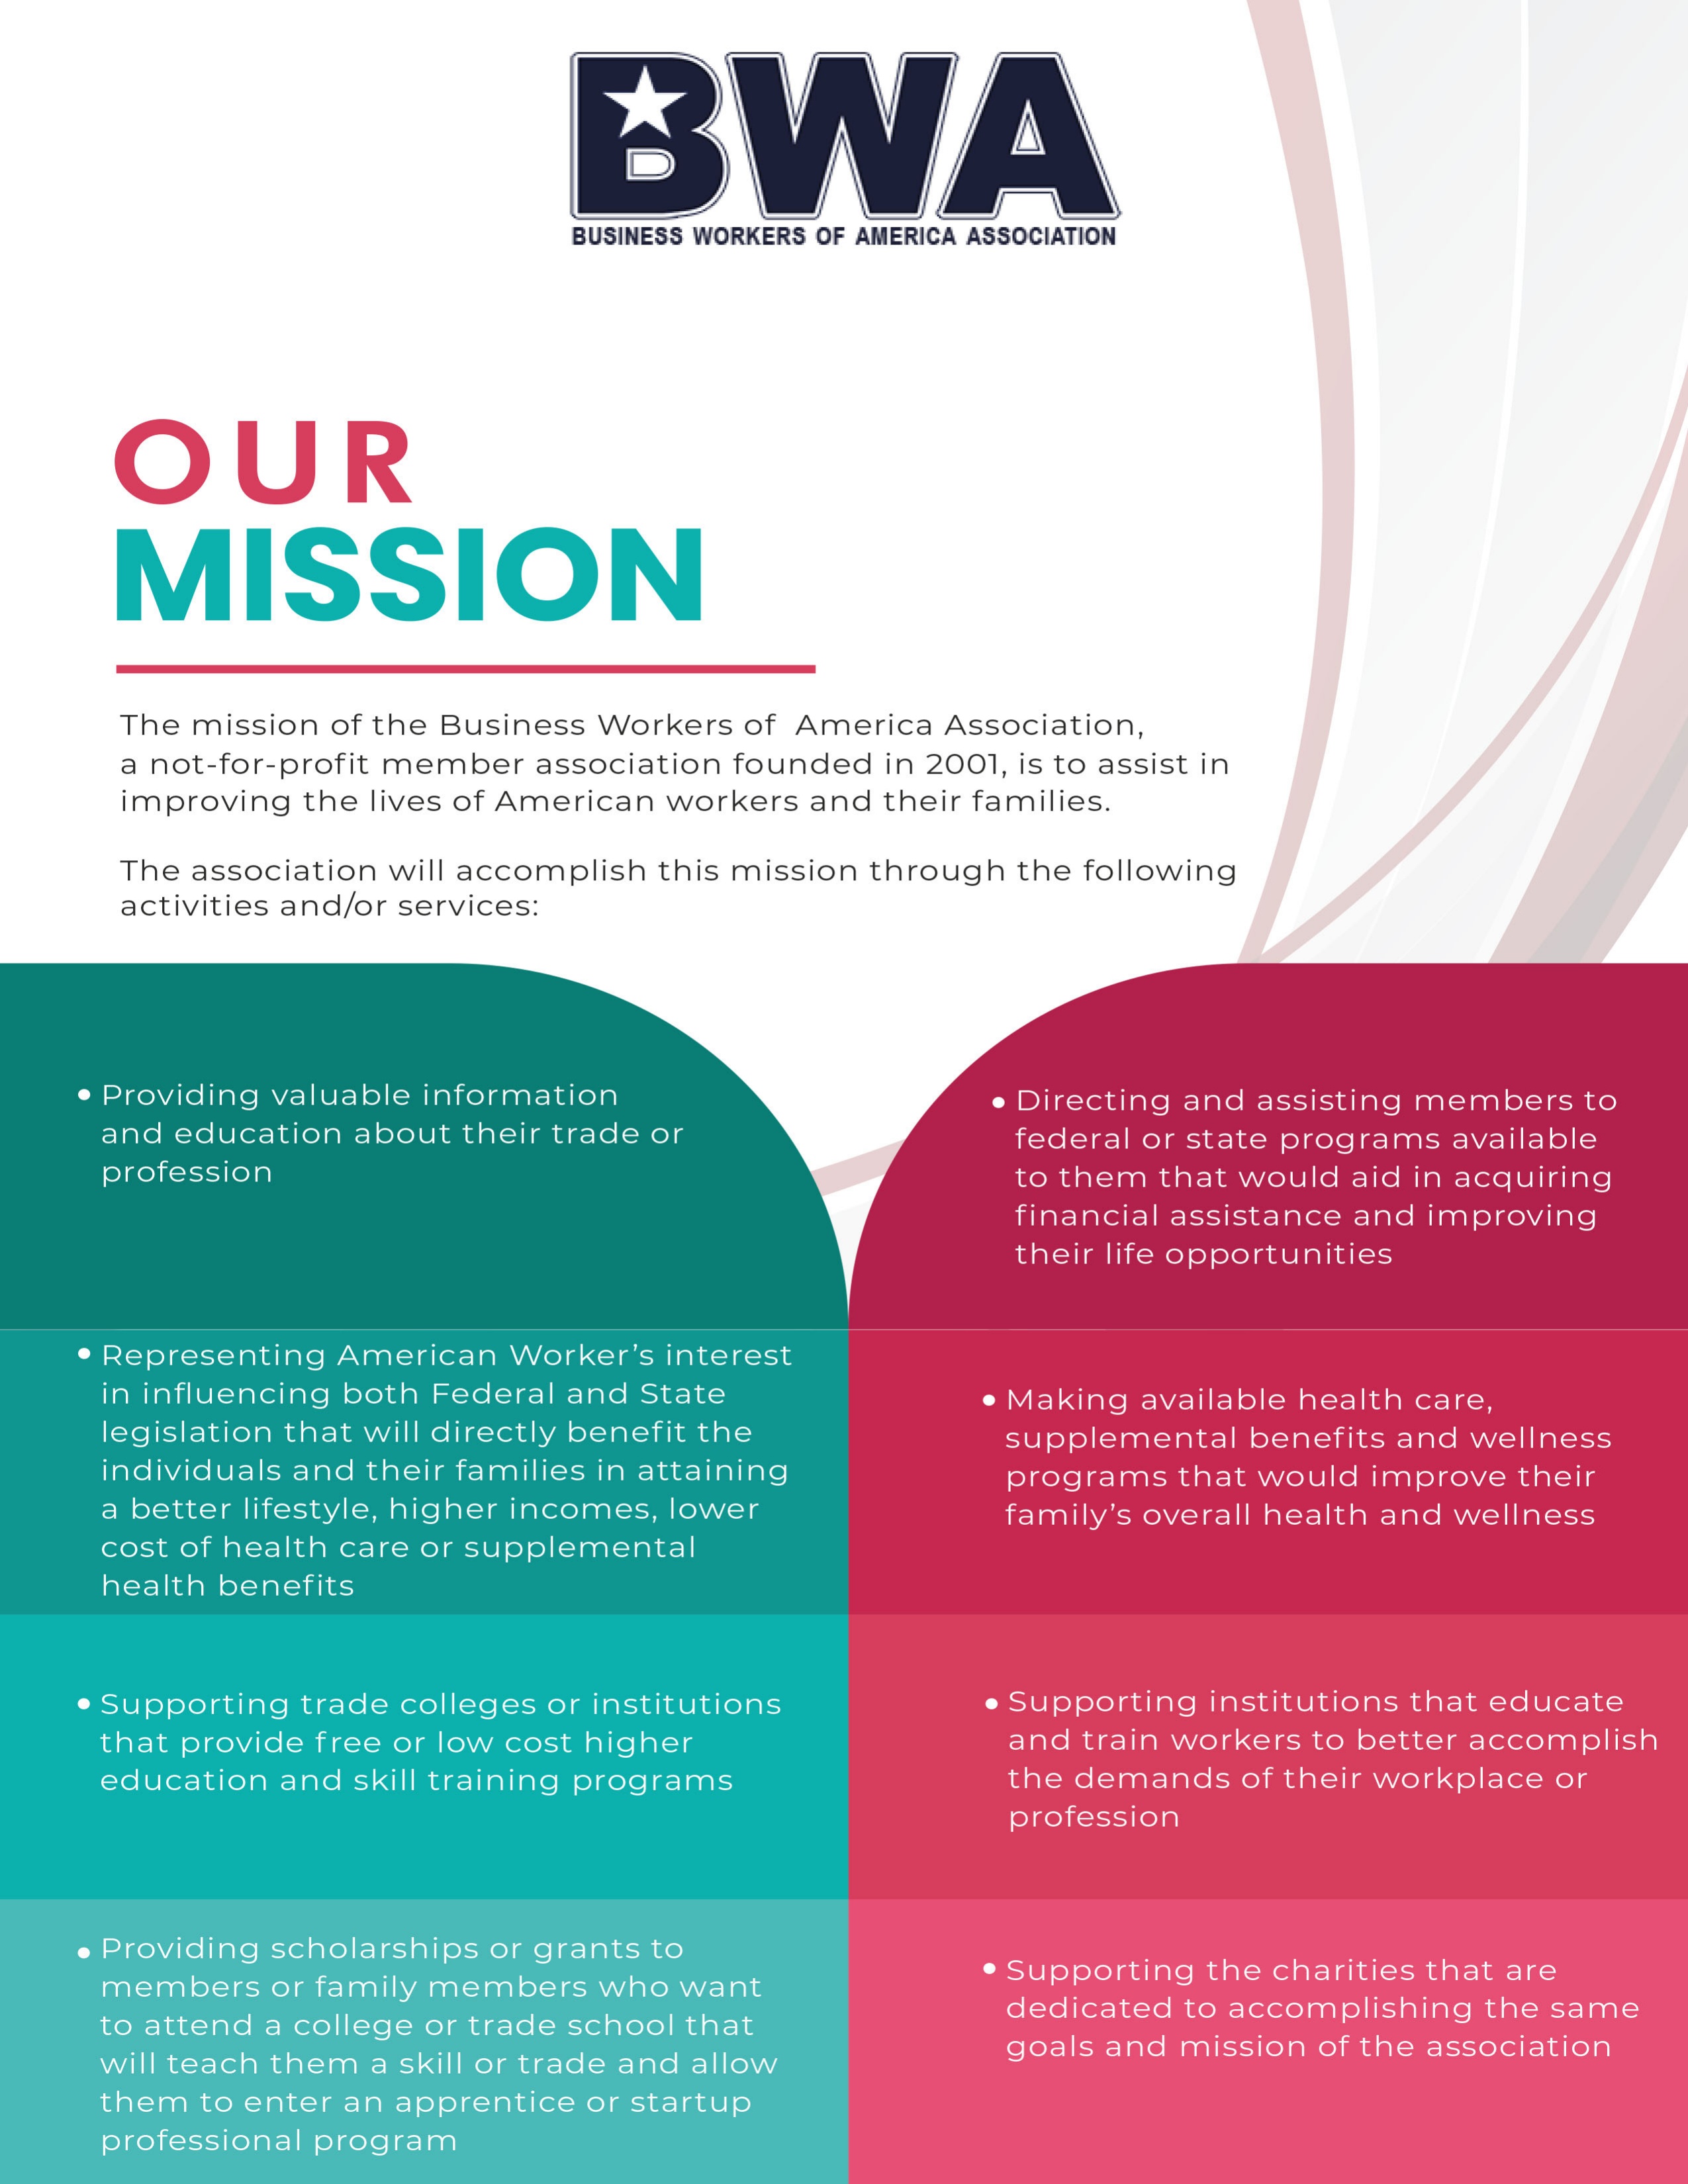 BWA
BUSINESS WORKERS OF AMERICA ASSOCIATION
OUR
MISSION
The mission of the Business Workers of America Association,
a not-for-profit member association founded in 2001, is to assist in
improving the lives of American workers and their families.
The association will accomplish this mission through the following
activities and/or services:
• Providing valuable information
and education about their trade or
profession
• Representing American Worker's interest
in influencing both Federal and State
legislation that will directly benefit the
individuals and their families in attaining
a better lifestyle, higher incomes, lower
cost of health care or supplemental
health benefits
• Supporting trade colleges or institutions
that provide free or low cost higher
education and skill training programs
• Providing scholarships or grants to
members or family members who want
to attend a college or trade school that
will teach them a skill or trade and allow
them to enter an apprentice or startup
professional program
• Directing and assisting members to
federal or state programs available
to them that would aid in acquiring
financial assistance and improving
their life opportunities
• Making available health care,
supplemental benefits and wellness
programs that would improve their
family's overall health and wellness
• Supporting institutions that educate
and train workers to better accomplish
the demands of their workplace or
profession
• Supporting the charities that are
dedicated to accomplishing the same
goals and mission of the association